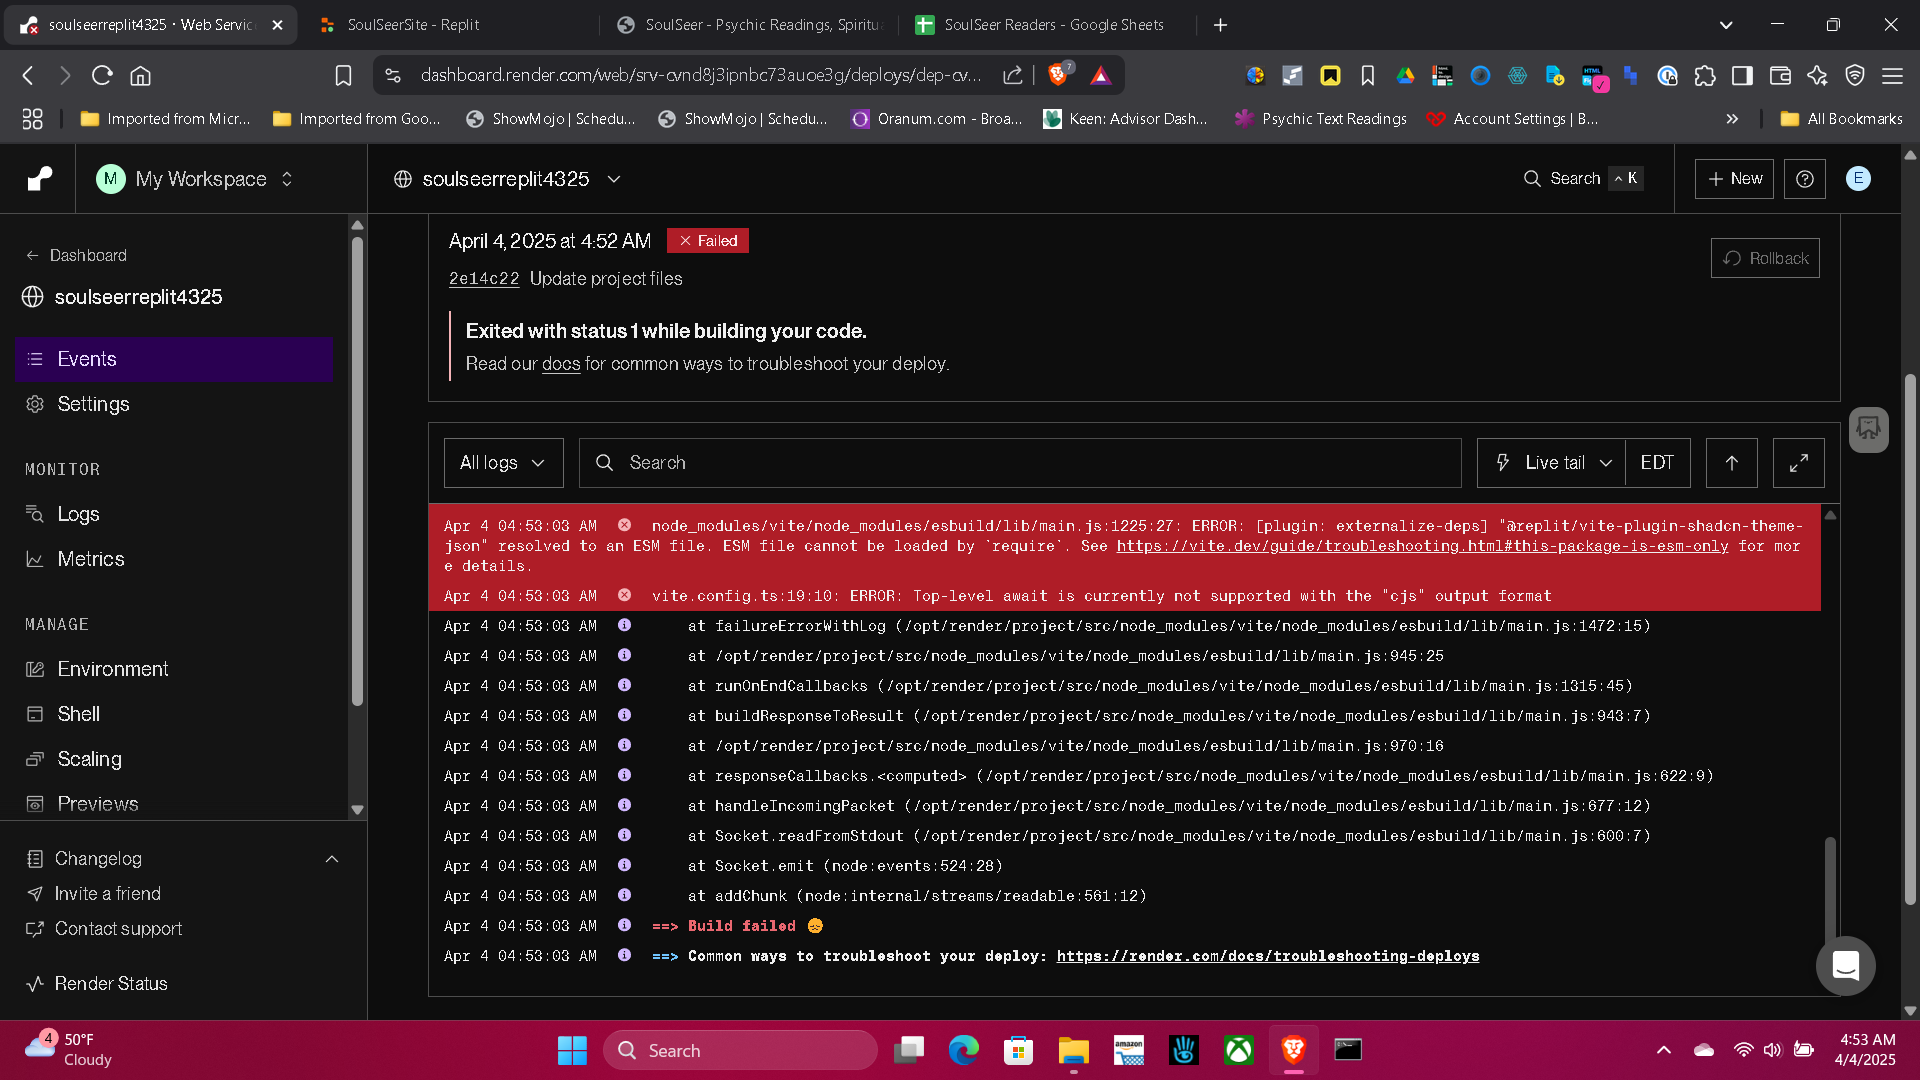 soulseerreplit4325 · Web Servic
SoulSeerSite - Replit
SoulSeer - Psychic Readings, Spiritu
SoulSeer Readers - Google Sheets
dashboard.render.com/web/srv-cvnd8j3ipnbc73auoe3g/deploys/dep-cv...
7
Imported from Micr...
Imported from Goo...
ShowMojo | Schedu...
ShowMojo | Schedu...
Oranum.com - Broa...
Keen: Advisor Dash...
Psychic Text Readings
Account Settings | B...
All Bookmarks
M My Workspace
soulseerreplit4325
Search
K
New
E
Dashboard
soulseerreplit4325
Events
Settings
MONITOR
Logs
Metrics
MANAGE
Environment
Shell
Scaling
Previews
Changelog
Invite a friend
Contact support
Render Status
April 4, 2025 at 4:52 AM
Failed
Rollback
2e14c22 Update project files
Exited with status 1 while building your code.
Read our docs for common ways to troubleshoot your deploy.
All logs
Search
Live tail
EDT
Apr 4 04:53:03 AM node_modules/vite/node_modules/esbuild/lib/main.js:1225:27: ERROR: [plugin: externalize-deps] "@replit/vite-plugin-shadcn-theme-
json" resolved to an ESM file. ESM file cannot be loaded by `require`. See https://vite.dev/guide/troubleshooting.html#this-package-is-esm-only for mor
e details.
Apr 4 04:53:03 AM vite.config.ts:19:10: ERROR: Top-level await is currently not supported with the "cjs" output format
Apr 4 04:53:03 AM at failureErrorWithLog (/opt/render/project/src/node_modules/vite/node_modules/esbuild/lib/main.js:1472:15)
Apr 4 04:53:03 AM at /opt/render/project/src/node_modules/vite/node_modules/esbuild/lib/main.js:945:25
Apr 4 04:53:03 AM at runOnEndCallbacks (/opt/render/project/src/node_modules/vite/node_modules/esbuild/lib/main.js:1315:45)
Apr 4 04:53:03 AM at buildResponseToResult (/opt/render/project/src/node_modules/vite/node_modules/esbuild/lib/main.js:943:7)
Apr 4 04:53:03 AM at /opt/render/project/src/node_modules/vite/node_modules/esbuild/lib/main.js:970:16
Apr 4 04:53:03 AM at responseCallbacks.<computed> (/opt/render/project/src/node_modules/vite/node_modules/esbuild/lib/main.js:622:9)
Apr 4 04:53:03 AM at handleIncomingPacket (/opt/render/project/src/node_modules/vite/node_modules/esbuild/lib/main.js:677:12)
Apr 4 04:53:03 AM at Socket.readFromStdout (/opt/render/project/src/node_modules/vite/node_modules/esbuild/lib/main.js:600:7)
Apr 4 04:53:03 AM at Socket.emit (node:events:524:28)
Apr 4 04:53:03 AM at addChunk (node:internal/streams/readable:561:12)
Apr 4 04:53:03 AM ==> Build failed 😞
Apr 4 04:53:03 AM ==> Common ways to troubleshoot your deploy: https://render.com/docs/troubleshooting-deploys
4
50°F
Cloudy
Search
amazon
4:53 AM
4/4/2025